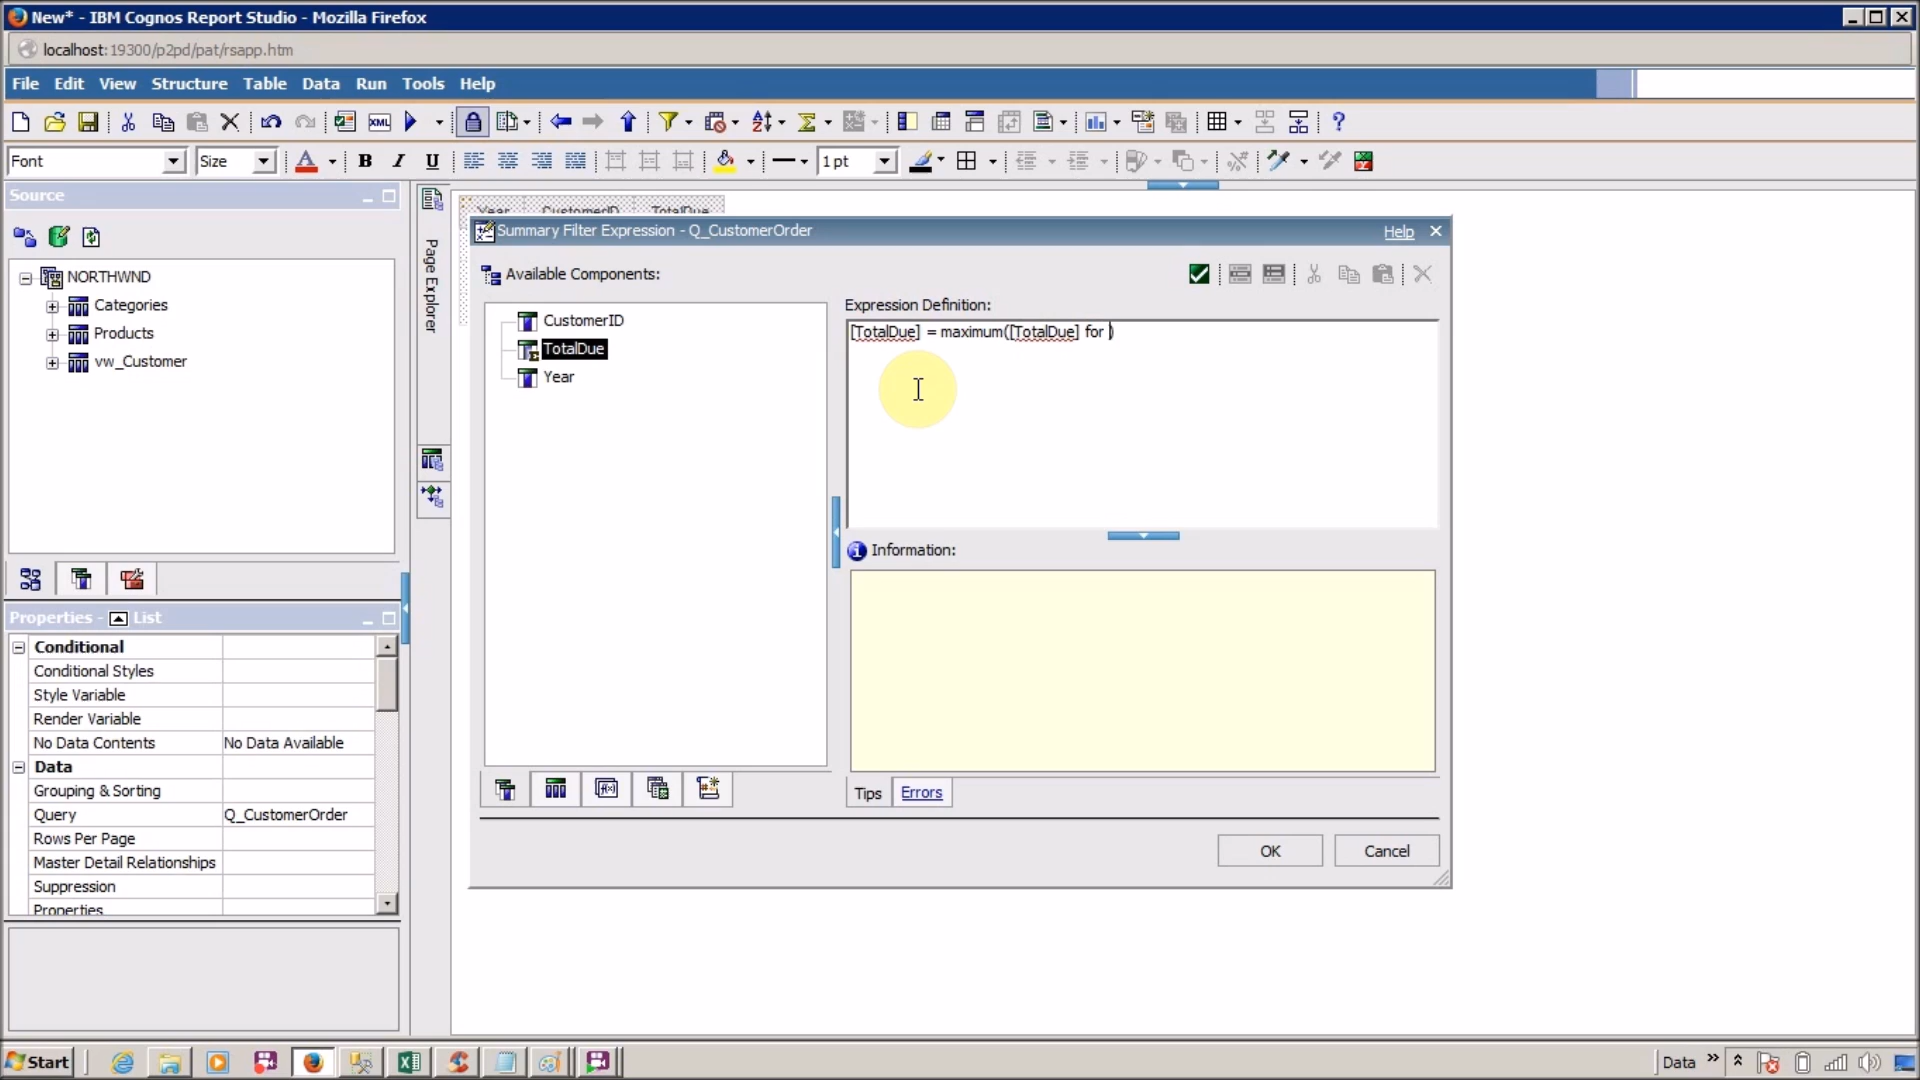 New* - IBM Cognos Report Studio - Mozilla Firefox
localhost:19300/p2pd/pat/rsapp.htm
File Edit View Structure Table Data Run Tools Help
XML
Font Size B I U 1 pt
Source
NORTHWND
Categories
Products
vw_Customer
Page Explorer
Year CustomerID TotalDue
Summary Filter Expression - Q_CustomerOrder Help
Available Components:
CustomerID
TotalDue
Year
Expression Definition:
[TotalDue] = maximum([TotalDue] for )
Information:
Tips Errors
OK Cancel
Properties - List
Conditional
Conditional Styles
Style Variable
Render Variable
No Data Contents No Data Available
Data
Grouping & Sorting
Query Q_CustomerOrder
Rows Per Page
Master Detail Relationships
Suppression
Properties
Start Data »